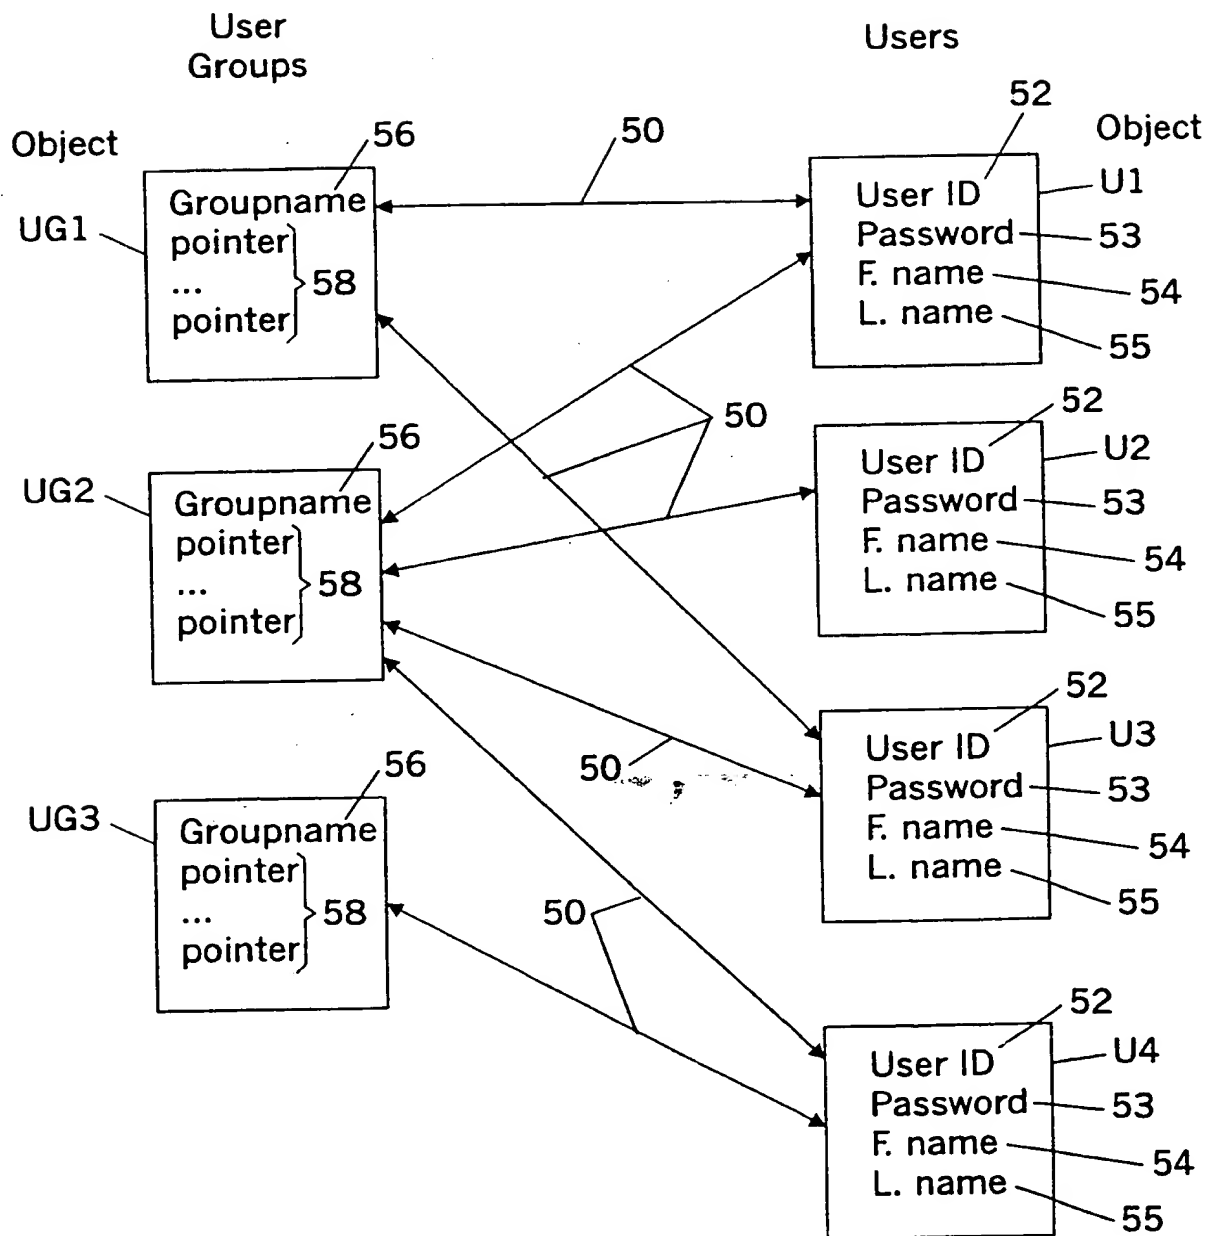 User
Groups
Users
Object
Object
56
50
52
Groupname
pointer
...
pointer
58
UG1
User ID
Password
F. name
L. name
U1
53
54
55
50
56
Groupname
pointer
...
pointer
58
UG2
52
User ID
Password
F. name
L. name
U2
53
54
55
50
56
Groupname
pointer
...
pointer
58
UG3
52
User ID
Password
F. name
L. name
U3
53
54
55
50
52
User ID
Password
F. name
L. name
U4
53
54
55